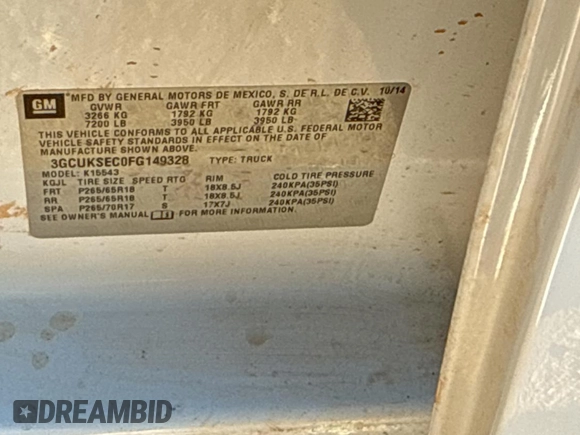 GM *MFD BY GENERAL MOTORS DE MEXICO, S. DE R.L. DE C.V. 10/14
GVWR GAWR FRT GAWR RR
3266 KG 1792 KG 1792 KG
7200 LB 3950 LB 3950 LB
THIS VEHICLE CONFORMS TO ALL APPLICABLE U.S. FEDERAL MOTOR
VEHICLE SAFETY STANDARDS IN EFFECT ON THE DATE OF
MANUFACTURE SHOWN ABOVE.
3GCUKSEC0FG149328 TYPE: TRUCK
MODEL: K15543
KGJL TIRE SIZE SPEED RTG RIM COLD TIRE PRESSURE
FRT P265/65R18 T 18X8.5J 240KPA(35PSI)
RR P265/65R18 T 18X8.5J 240KPA(35PSI)
SPA P265/70R17 S 17X7J 240KPA(35PSI)
SEE OWNER'S MANUAL FOR MORE INFORMATION.
DREAMBID